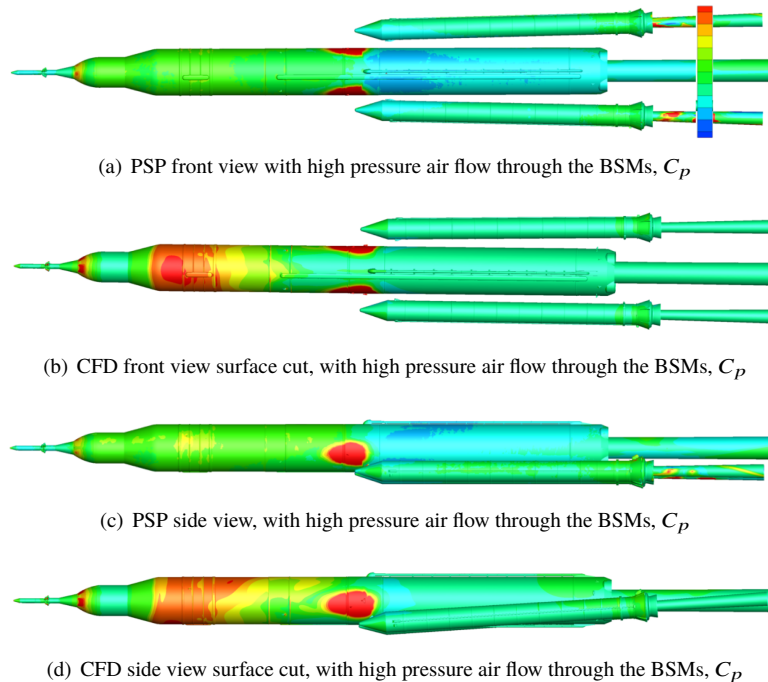 (a) PSP front view with high pressure air flow through the BSMs, Cp
(b) CFD front view surface cut, with high pressure air flow through the BSMs, Cp
(c) PSP side view, with high pressure air flow through the BSMs, Cp
(d) CFD side view surface cut, with high pressure air flow through the BSMs, Cp